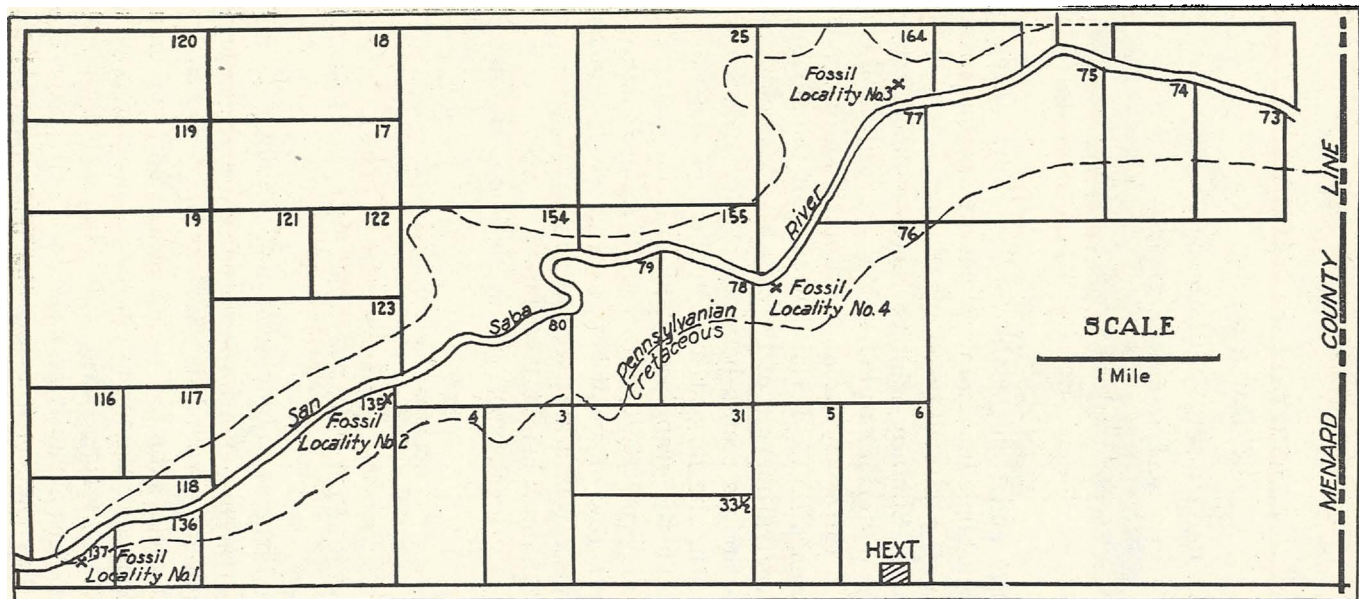 120
18
25
164
Fossil
Locality No.3
75
74
77
73
119
17
19
121
122
154
155
River
76
79
78
Fossil
Locality No.4
123
Saba
80
Pennsylvanian
Cretaceous
SCALE
1 Mile
MENARD COUNTY LINE
116
117
San
135
Fossil
Locality No.2
4
3
31
5
6
118
33½
136
137
Fossil
Locality No.1
HEXT